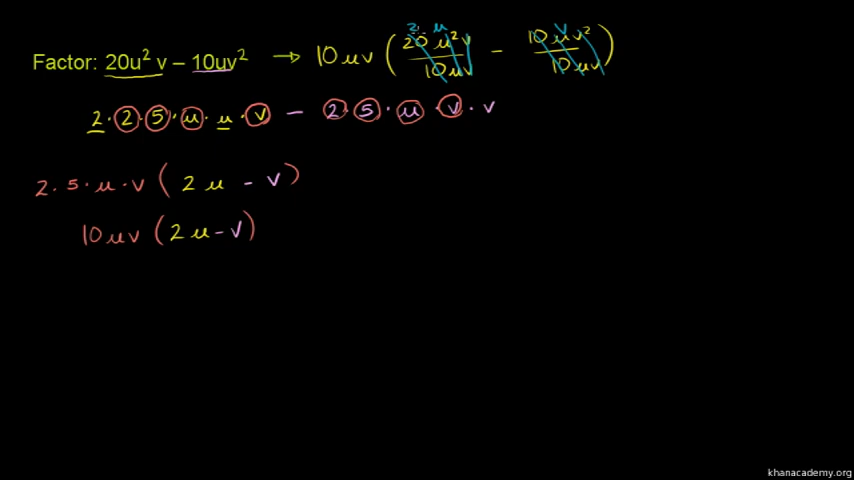 Factor: 20u² v – 10uv² → 10uv ( 20u²v / 10uv − 10uv² / 10uv )
2 u v
2 · 2 · 5 · u · u · v − 2 · 5 · u · v · v
2 · 5 · u · v ( 2u − v )
10uv ( 2u − v )
khanacademy.org